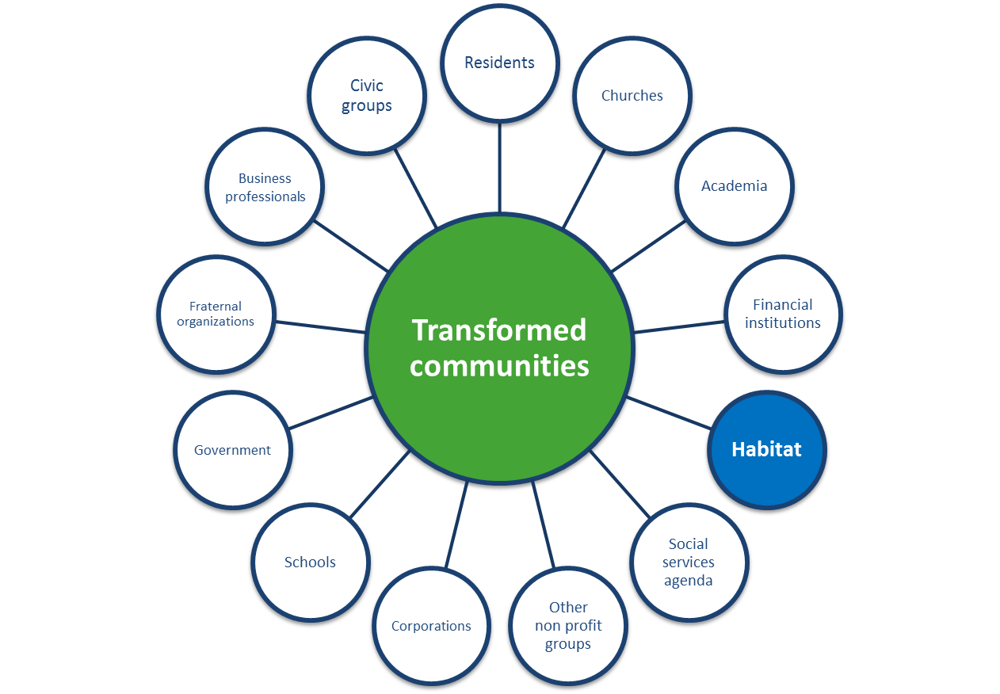 Residents
Civic
groups
Churches
Business
professionals
Academia
Fraternal
organizations
Transformed
communities
Financial
institutions
Government
Habitat
Schools
Social
services
agenda
Corporations
Other
non profit
groups